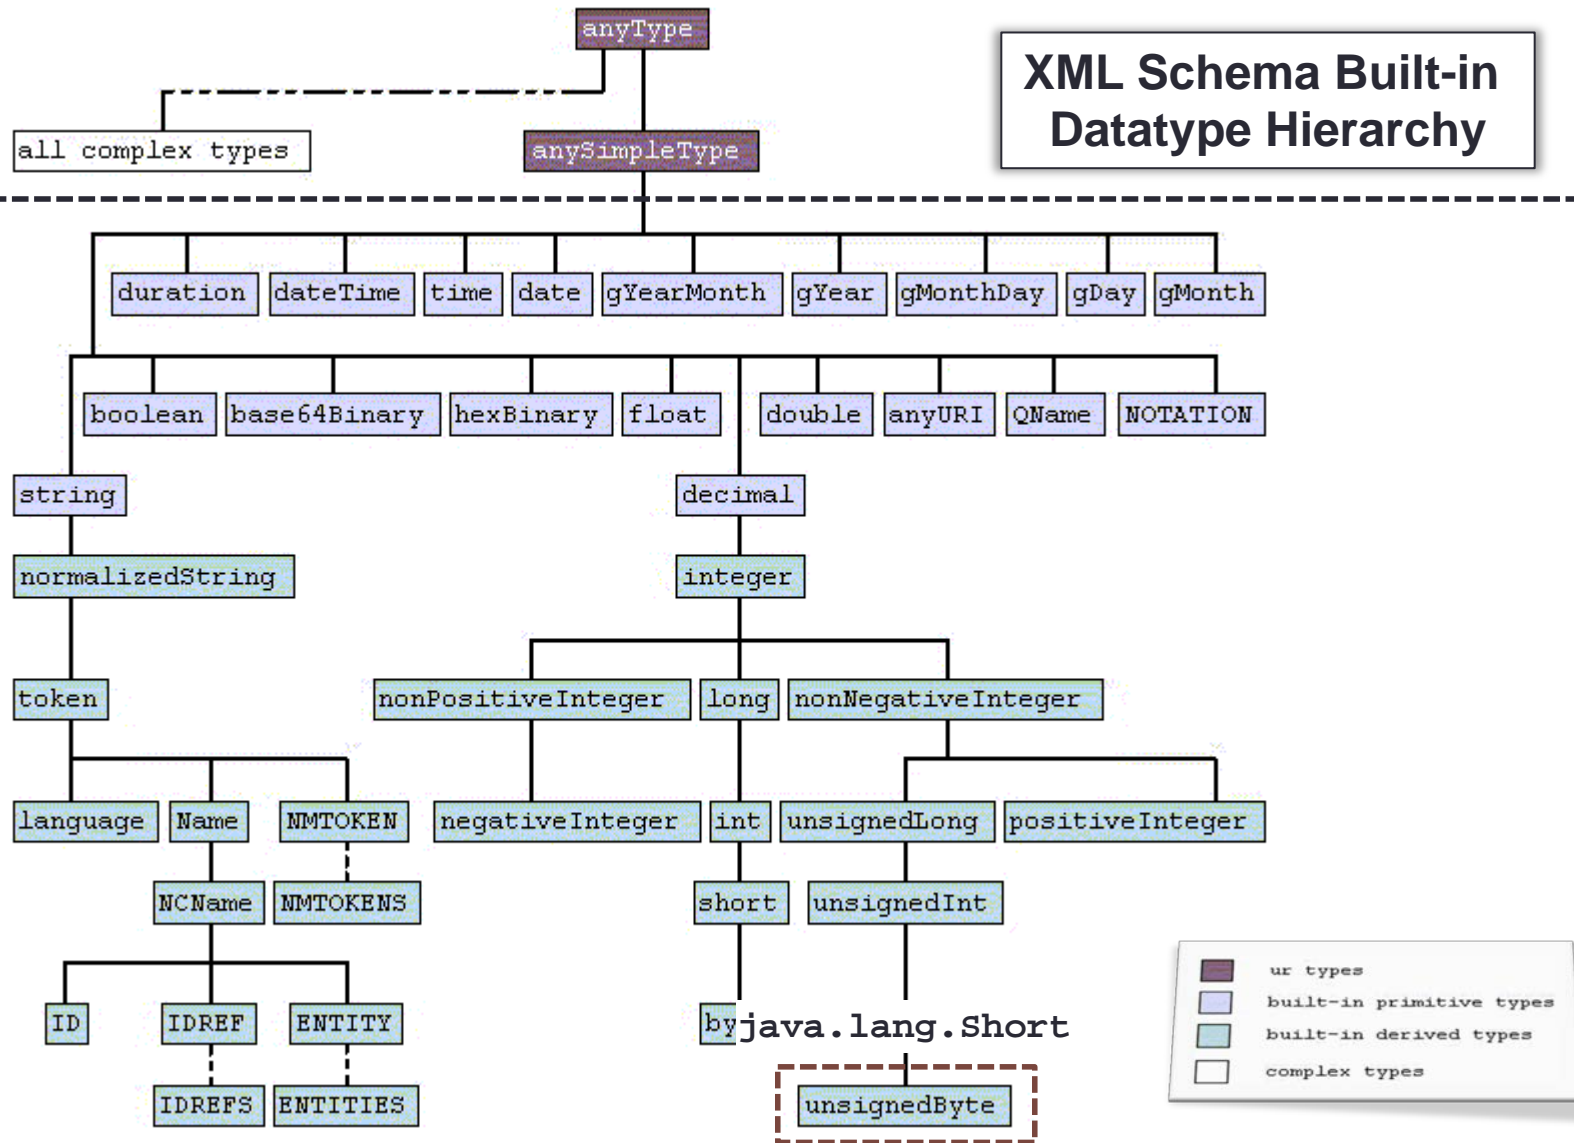 anyType
XML Schema Built-in
Datatype Hierarchy
all complex types
anySimpleType
duration
dateTime
time
date
gYearMonth
gYear
gMonthDay
gDay
gMonth
boolean
base64Binary
hexBinary
float
double
anyURI
QName
NOTATION
string
decimal
normalizedString
integer
token
nonPositiveInteger
long
nonNegativeInteger
language
Name
NMTOKEN
negativeInteger
int
unsignedLong
positiveInteger
NCName
NMTOKENS
short
unsignedInt
ur types
built-in primitive types
ID
IDREF
ENTITY
by
java.lang.Short
built-in derived types
complex types
IDREFS
ENTITIES
unsignedByte